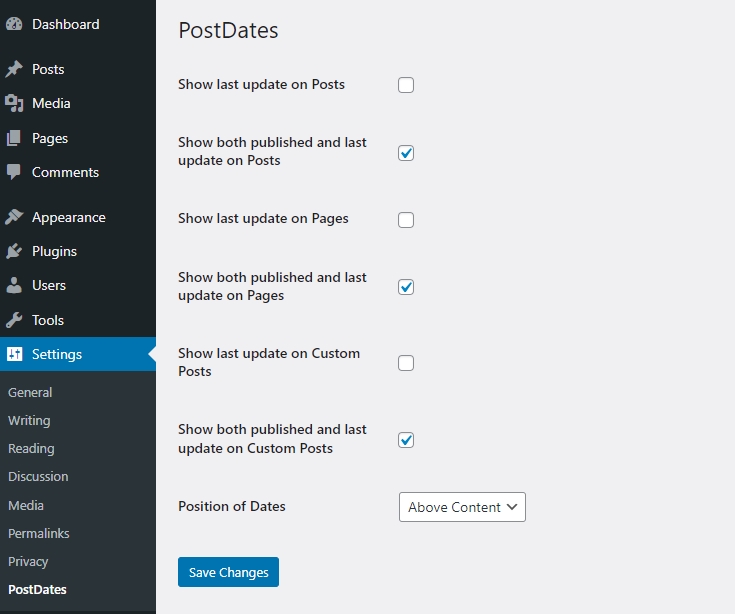 Dashboard
Posts
Media
Pages
Comments
Appearance
Plugins
Users
Tools
Settings
General
Writing
Reading
Discussion
Media
Permalinks
Privacy
PostDates
PostDates
Show last update on Posts
Show both published and last
update on Posts
Show last update on Pages
Show both published and last
update on Pages
Show last update on Custom
Posts
Show both published and last
update on Custom Posts
Position of Dates
Above Content
Save Changes